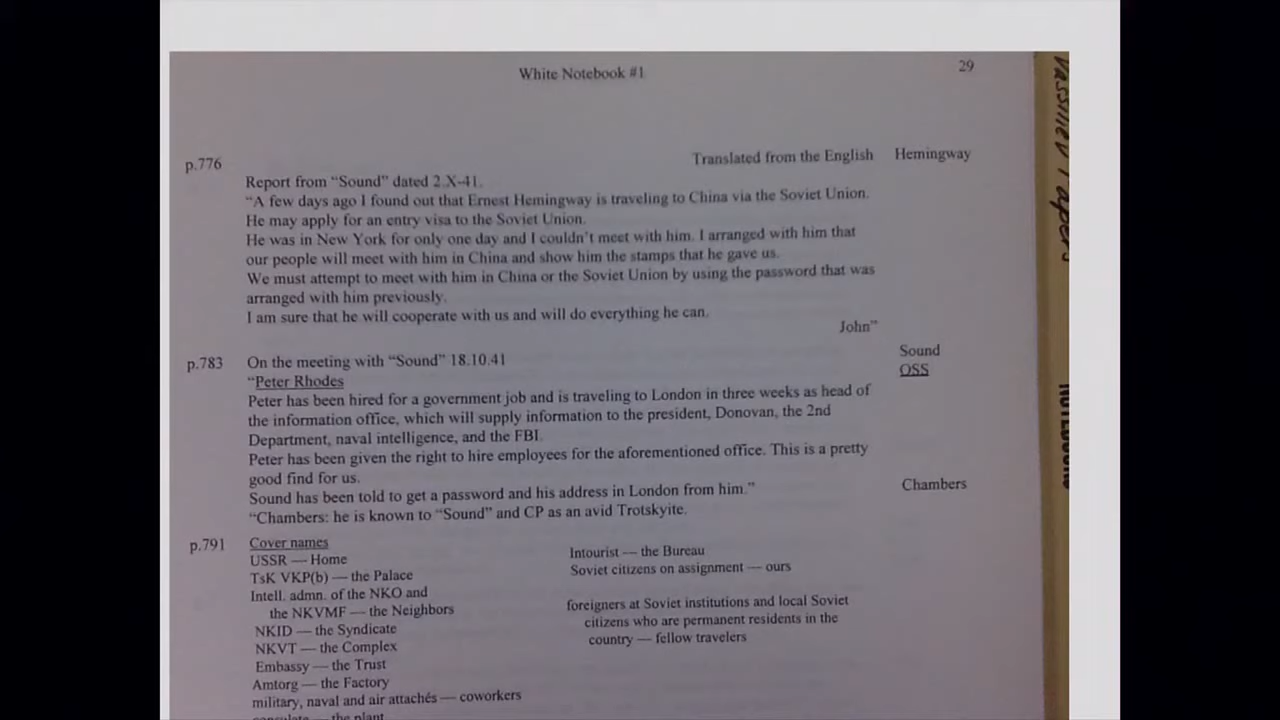 White Notebook #1
29
p.776
Translated from the English Hemingway
Report from “Sound” dated 2.X-41.
“A few days ago I found out that Ernest Hemingway is traveling to China via the Soviet Union.
He may apply for an entry visa to the Soviet Union.
He was in New York for only one day and I couldn’t meet with him. I arranged with him that
our people will meet with him in China and show him the stamps that he gave us.
We must attempt to meet with him in China or the Soviet Union by using the password that was
arranged with him previously.
I am sure that he will cooperate with us and will do everything he can.
John”
p.783 On the meeting with “Sound” 18.10.41
Sound
OSS
“Peter Rhodes
Peter has been hired for a government job and is traveling to London in three weeks as head of
the information office, which will supply information to the president, Donovan, the 2nd
Department, naval intelligence, and the FBI.
Peter has been given the right to hire employees for the aforementioned office. This is a pretty
good find for us.
Sound has been told to get a password and his address in London from him.”
Chambers
“Chambers: he is known to “Sound” and CP as an avid Trotskyite.
p.791 Cover names
USSR — Home
TsK VKP(b) — the Palace
Intell. admn. of the NKO and
the NKVMF — the Neighbors
NKID — the Syndicate
NKVT — the Complex
Embassy — the Trust
Amtorg — the Factory
military, naval and air attachés — coworkers
consulate — the plant
Intourist — the Bureau
Soviet citizens on assignment — ours
foreigners at Soviet institutions and local Soviet
citizens who are permanent residents in the
country — fellow travelers
Vassiliev Papers